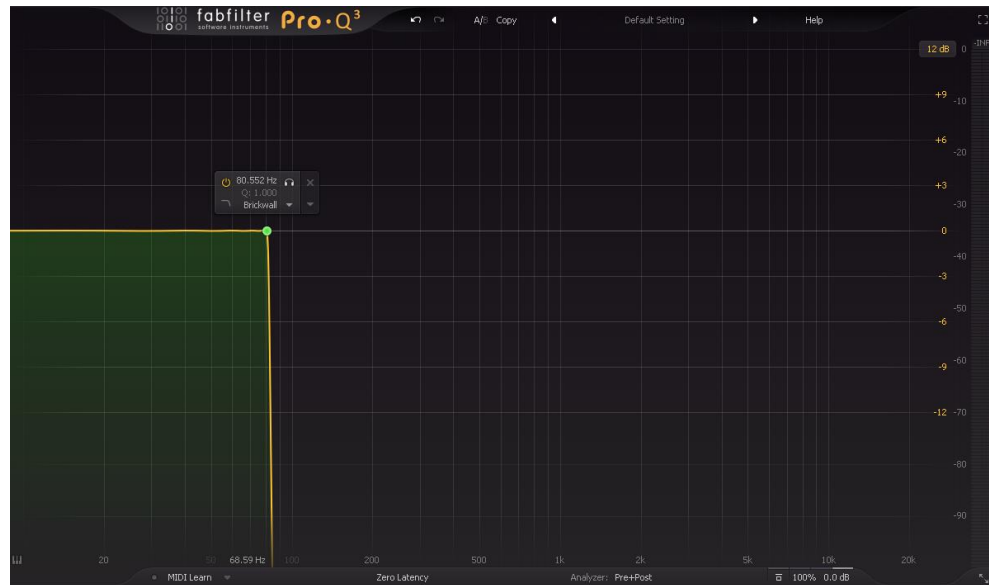 fabfilter Pro·Q³ A/B Copy Default Setting Help
software instruments
12 dB 0 -INF
+9 -10
+6 -20
80.552 Hz
+3
Q: 1.000
-30
Brickwall
0
-40
-3
-50
-6
-60
-9
-12 -70
-80
-90
20 50 68.59 Hz 100 200 500 1k 2k 5k 10k 20k
MIDI Learn Zero Latency Analyzer: Pre+Post 100% 0.0 dB